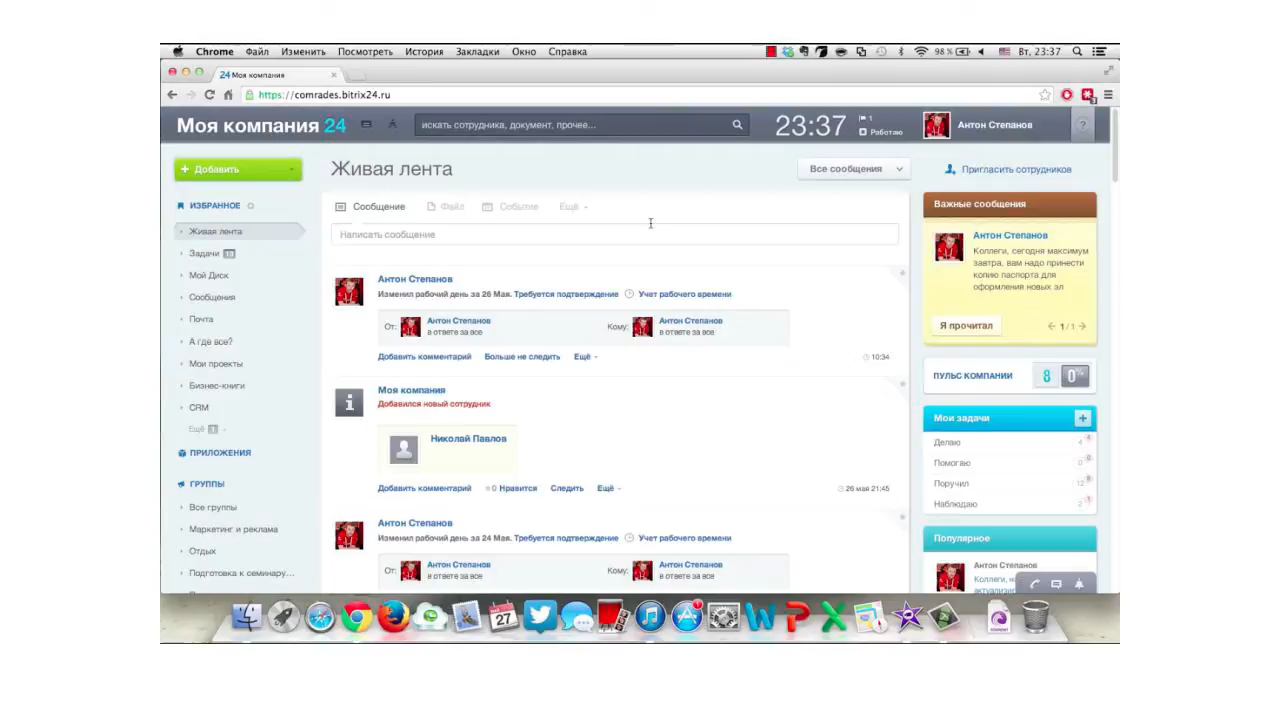 Chrome Файл Изменить Посмотреть История Закладки Окно Справка 98 % Вт, 23:37
24 Моя компания
https://comrades.bitrix24.ru
Моя компания 24 искать сотрудника, документ, прочее... 23:37 1 Работаю Антон Степанов ?
+ Добавить
Живая лента
Все сообщения
Пригласить сотрудников
ИЗБРАННОЕ
Живая лента
Задачи
Мой Диск
Сообщения
Почта
А где все?
Мои проекты
Бизнес-книги
CRM
Ещё 1
ПРИЛОЖЕНИЯ
ГРУППЫ
Все группы
Маркетинг и реклама
Отдых
Подготовка к семинару...
Сообщение Файл Событие Ещё
Написать сообщение
Антон Степанов
Изменил рабочий день за 26 Мая. Требуется подтверждение Учет рабочего времени
От: Антон Степанов в ответе за все Кому: Антон Степанов в ответе за все
Добавить комментарий Больше не следить Ещё 10:34
Моя компания
Добавился новый сотрудник
Николай Павлов
Добавить комментарий 0 Нравится Следить Ещё 26 мая 21:45
Антон Степанов
Изменил рабочий день за 24 Мая. Требуется подтверждение Учет рабочего времени
От: Антон Степанов в ответе за все Кому: Антон Степанов в ответе за все
Важные сообщения
Антон Степанов
Коллеги, сегодня максимум
завтра, вам надо принести
копию паспорта для
оформления новых эл
Я прочитал 1 / 1
ПУЛЬС КОМПАНИИ 8 0%
Мои задачи +
Делаю 4
Помогаю 0
Поручил 12
Наблюдаю 2
Популярное
Антон Степанов
27